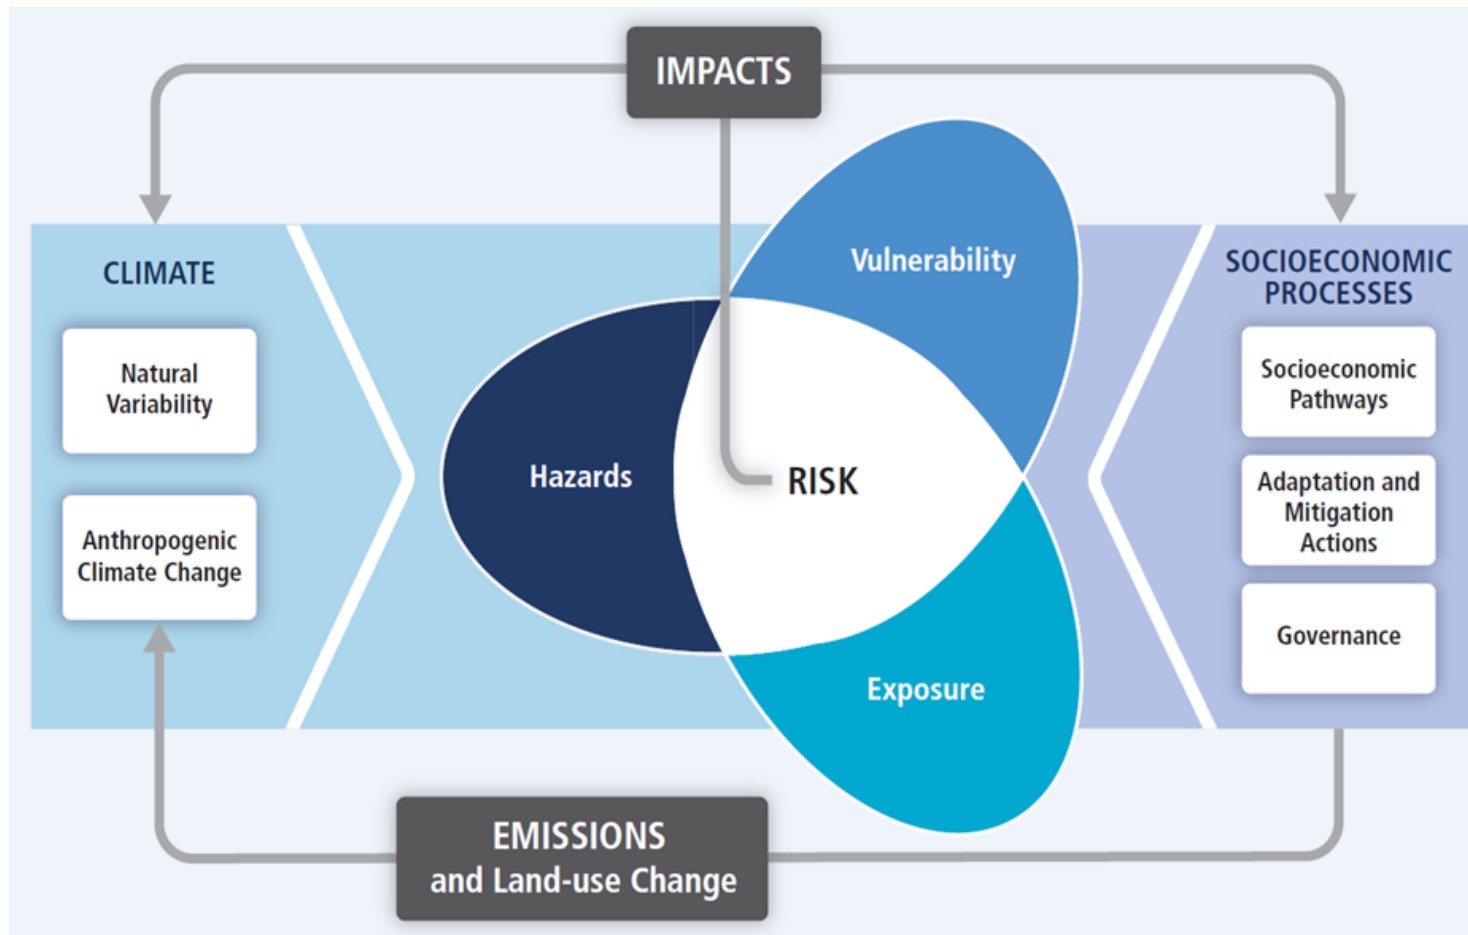 IMPACTS
CLIMATE
Natural
Variability
Anthropogenic
Climate Change
Vulnerability
Hazards
RISK
Exposure
SOCIOECONOMIC
PROCESSES
Socioeconomic
Pathways
Adaptation and
Mitigation
Actions
Governance
EMISSIONS
and Land-use Change